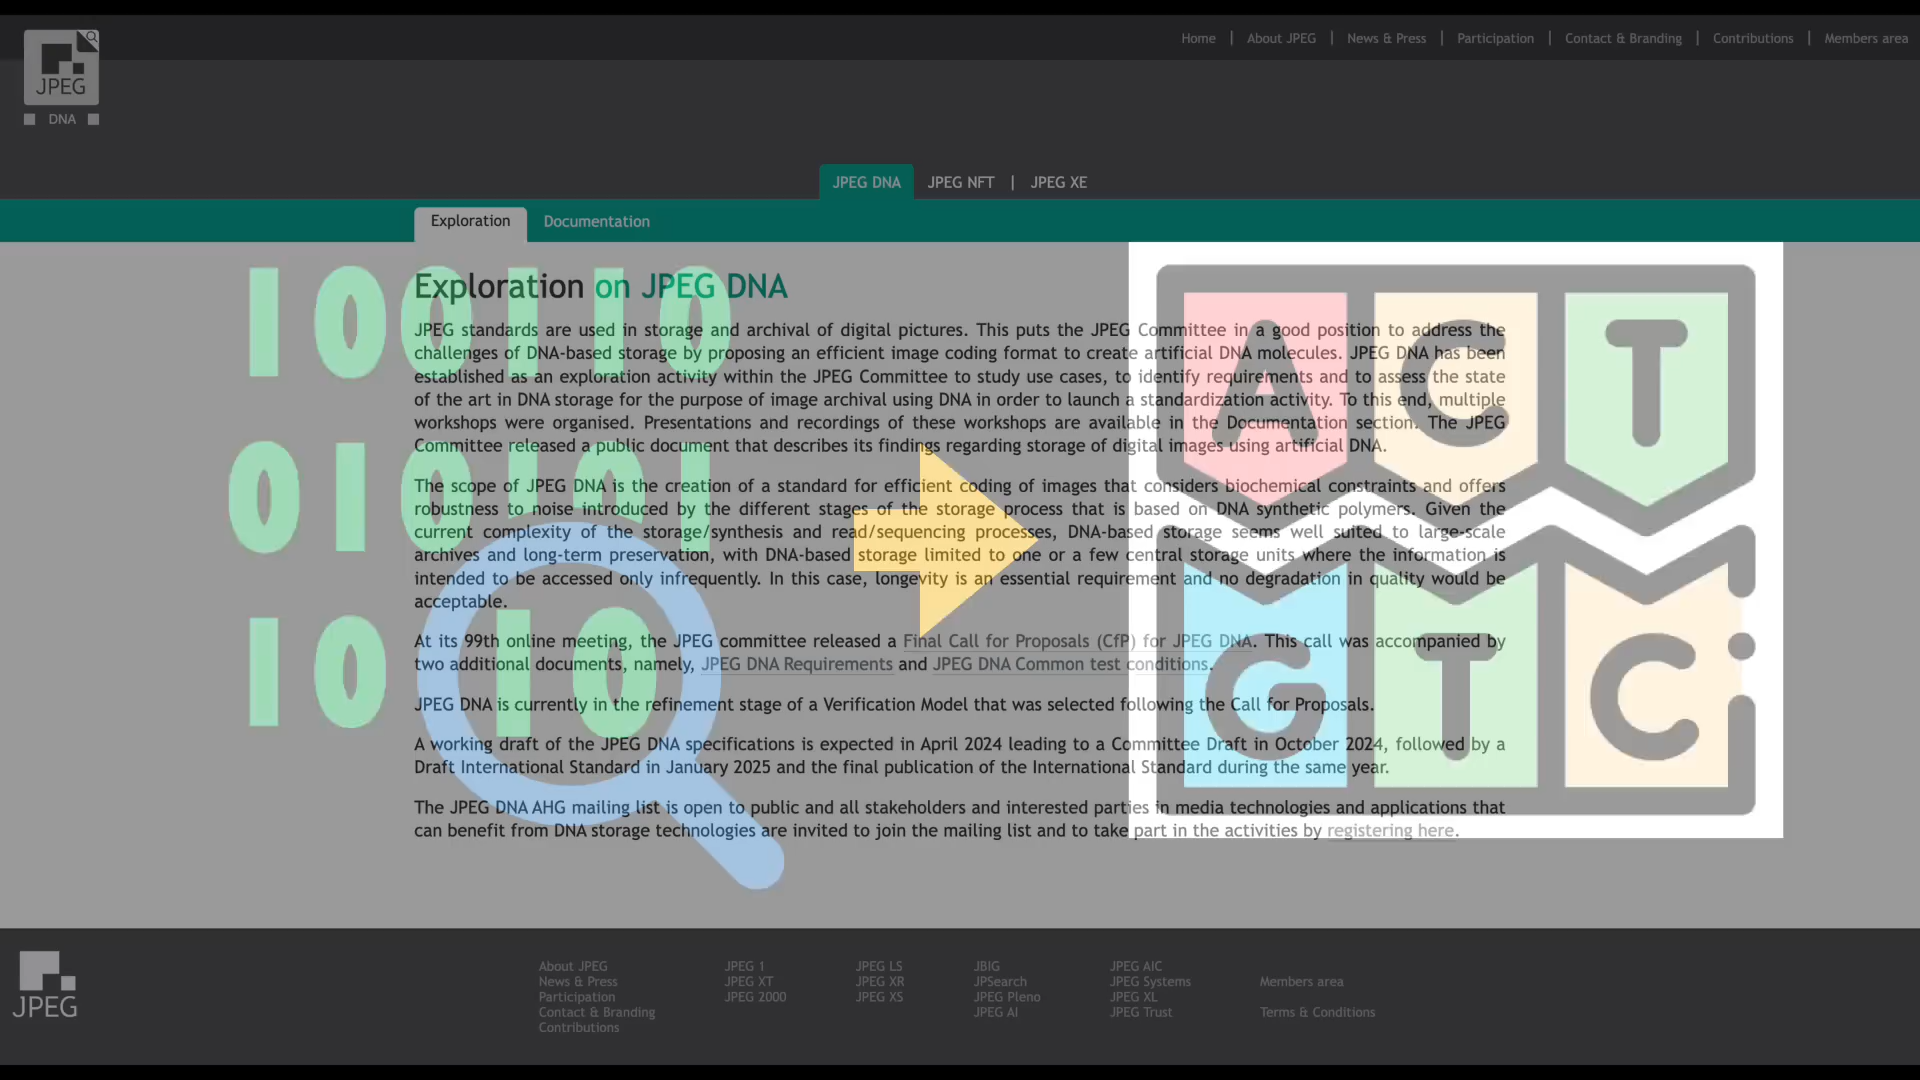 JPEG
DNA
Home | About JPEG | News & Press | Participation | Contact & Branding | Contributions | Members area
JPEG DNA JPEG NFT | JPEG XE
Exploration Documentation
Exploration on JPEG DNA
JPEG standards are used in storage and archival of digital pictures. This puts the JPEG Committee in a good position to address the
challenges of DNA-based storage by proposing an efficient image coding format to create artificial DNA molecules. JPEG DNA has been
established as an exploration activity within the JPEG Committee to study use cases, to identify requirements and to assess the state
of the art in DNA storage for the purpose of image archival using DNA in order to launch a standardization activity. To this end, multiple
workshops were organised. Presentations and recordings of these workshops are available in the Documentation section. The JPEG
Committee released a public document that describes its findings regarding storage of digital images using artificial DNA.
The scope of JPEG DNA is the creation of a standard for efficient coding of images that considers biochemical constraints and offers
robustness to noise introduced by the different stages of the storage process that is based on DNA synthetic polymers. Given the
current complexity of the storage/synthesis and read/sequencing processes, DNA-based storage seems well suited to large-scale
archives and long-term preservation, with DNA-based storage limited to one or a few central storage units where the information is
intended to be accessed only infrequently. In this case, longevity is an essential requirement and no degradation in quality would be
acceptable.
At its 99th online meeting, the JPEG committee released a Final Call for Proposals (CfP) for JPEG DNA. This call was accompanied by
two additional documents, namely, JPEG DNA Requirements and JPEG DNA Common test conditions.
JPEG DNA is currently in the refinement stage of a Verification Model that was selected following the Call for Proposals.
A working draft of the JPEG DNA specifications is expected in April 2024 leading to a Committee Draft in October 2024, followed by a
Draft International Standard in January 2025 and the final publication of the International Standard during the same year.
The JPEG DNA AHG mailing list is open to public and all stakeholders and interested parties in media technologies and applications that
can benefit from DNA storage technologies are invited to join the mailing list and to take part in the activities by registering here.
100110
010101
10 10
A C T
G T C
JPEG
About JPEG
News & Press
Participation
Contact & Branding
Contributions
JPEG 1
JPEG XT
JPEG 2000
JPEG LS
JPEG XR
JPEG XS
JBIG
JPSearch
JPEG Pleno
JPEG AI
JPEG AIC
JPEG Systems
JPEG XL
JPEG Trust
Members area
Terms & Conditions